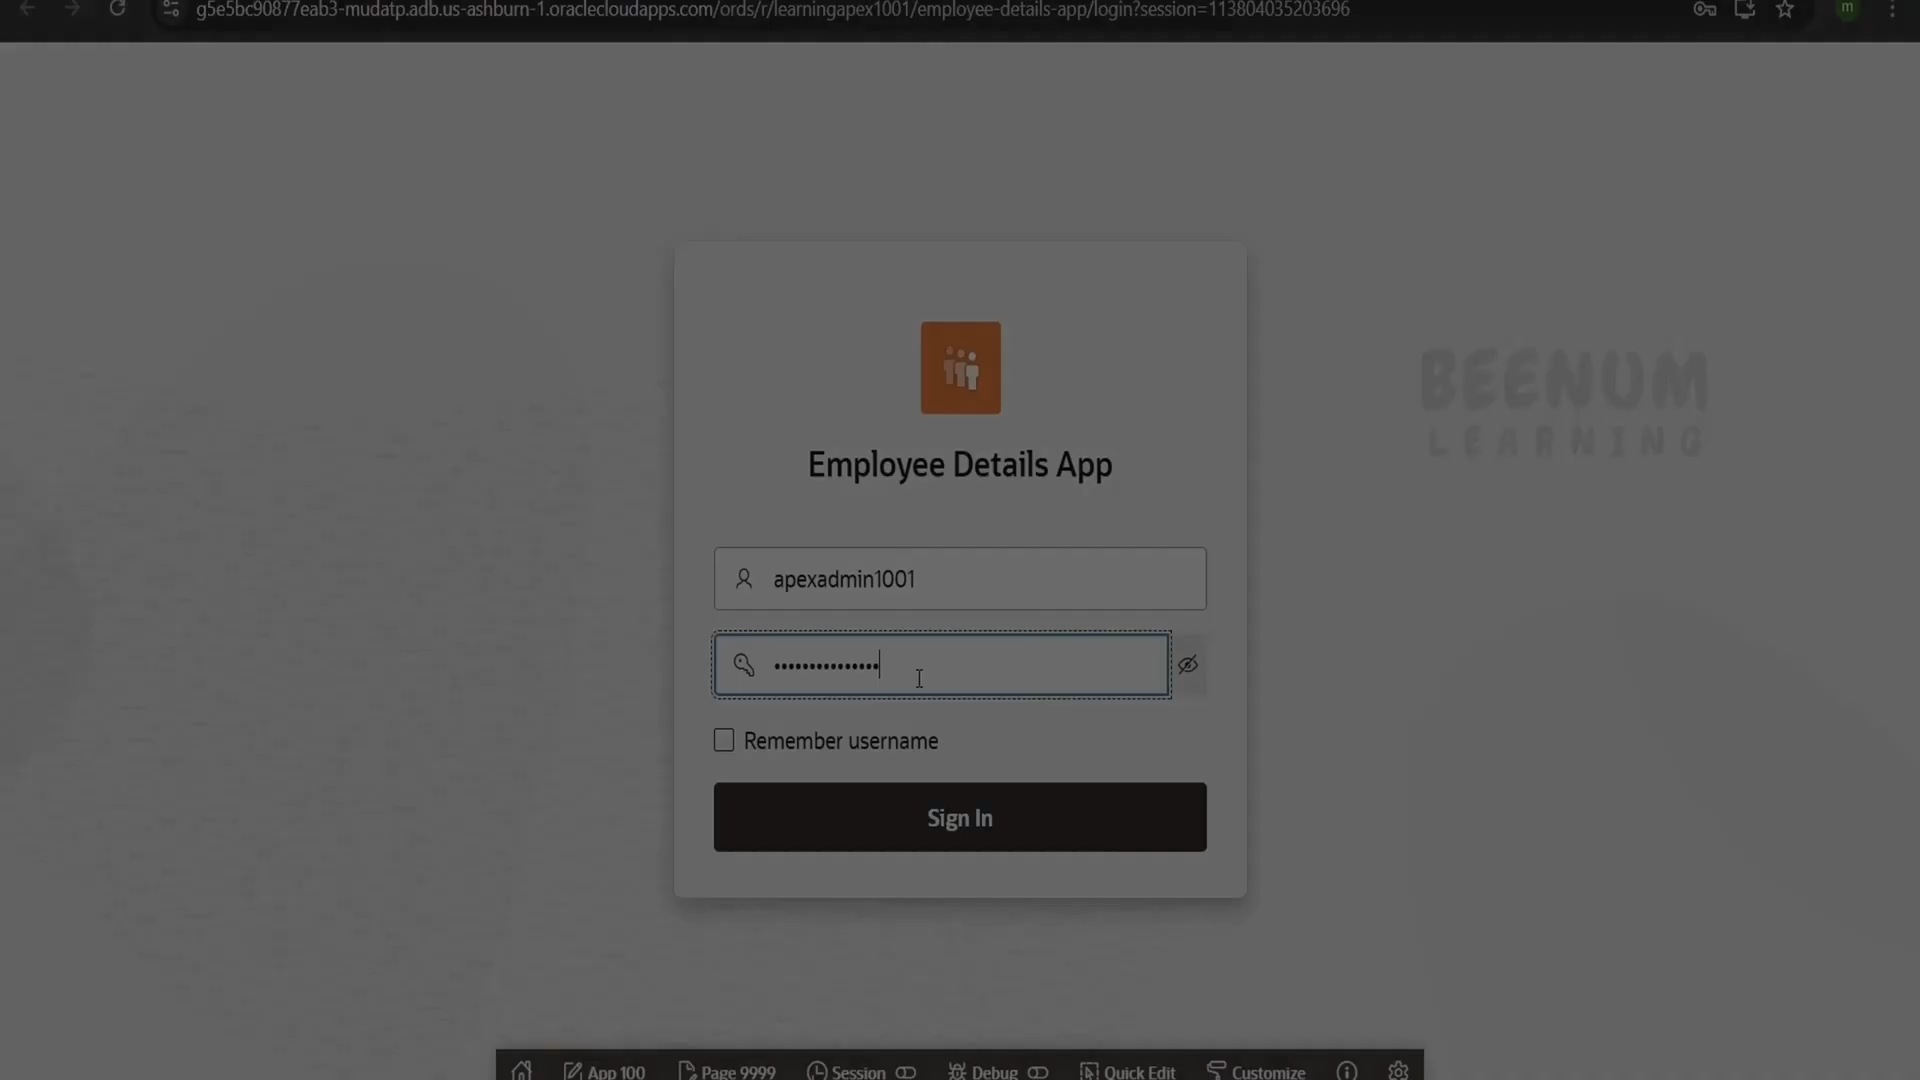 g5e5bc90877eab3-mudatp.adb.us-ashburn-1.oraclecloudapps.com/ords/r/learningapex1001/employee-details-app/login?session=113804035203696
m
BEENUM
LEARNING
Employee Details App
apexadmin1001
•••••••••••••••
Remember username
Sign In
App 100 Page 9999 Session Debug Quick Edit Customize